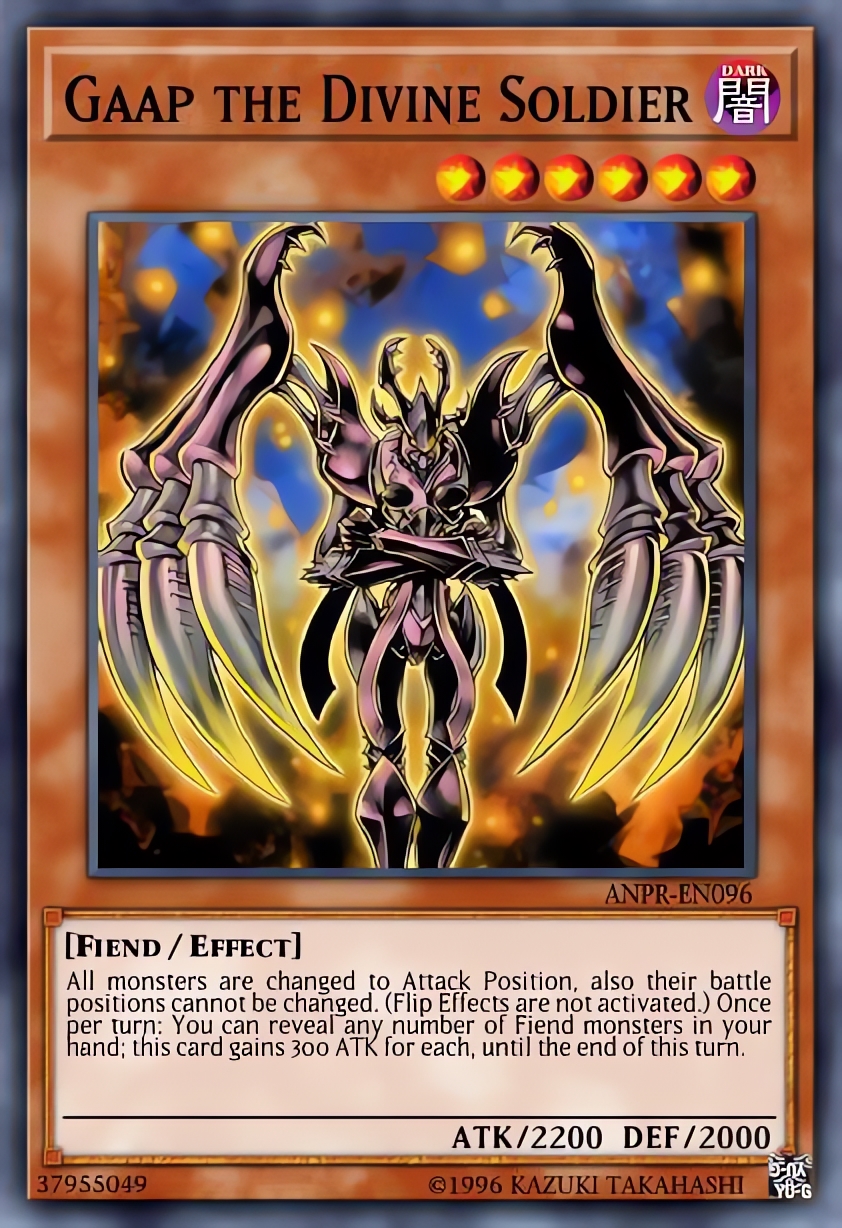 GAAP THE DIVINE SOLDIER
DARK
闇
ANPR-EN096
[FIEND / EFFECT]
All monsters are changed to Attack Position, also their battle
positions cannot be changed. (Flip Effects are not activated.) Once
per turn: You can reveal any number of Fiend monsters in your
hand; this card gains 300 ATK for each, until the end of this turn.
ATK/2200 DEF/2000
37955049
©1996 KAZUKI TAKAHASHI